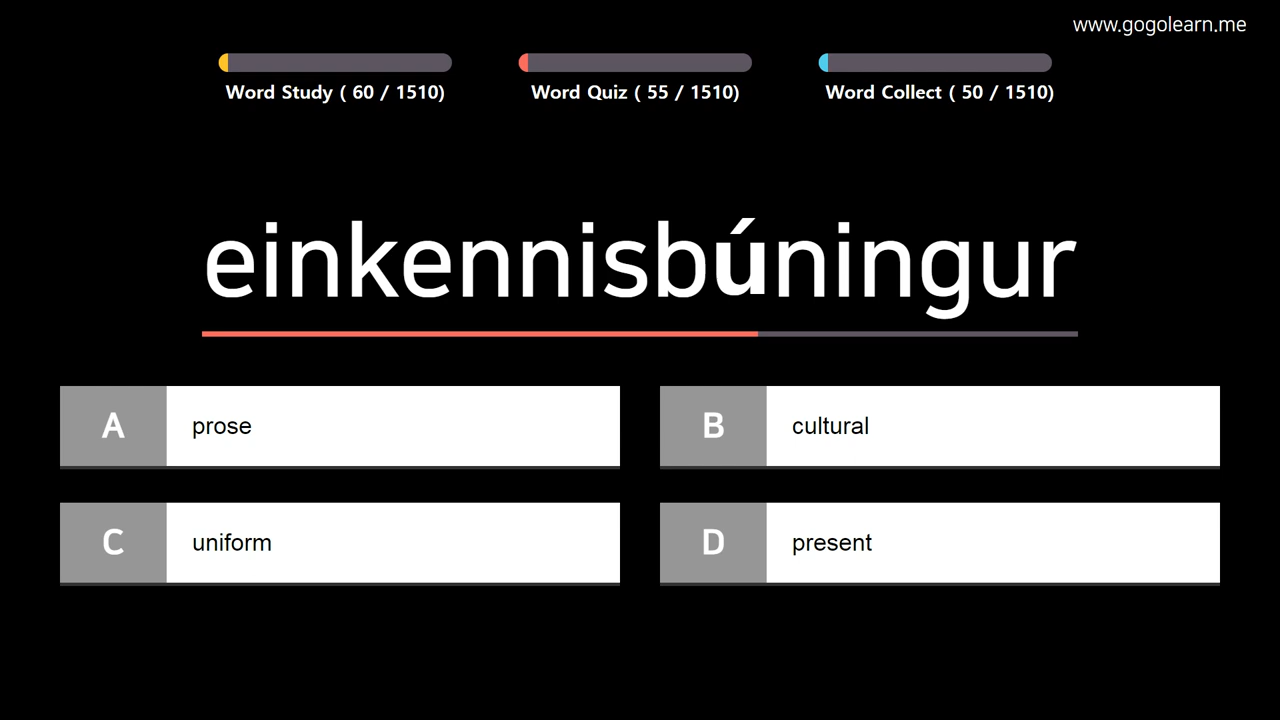 www.gogolearn.me
Word Study ( 60 / 1510)
Word Quiz ( 55 / 1510)
Word Collect ( 50 / 1510)
einkennisbúningur
A prose
B cultural
C uniform
D present